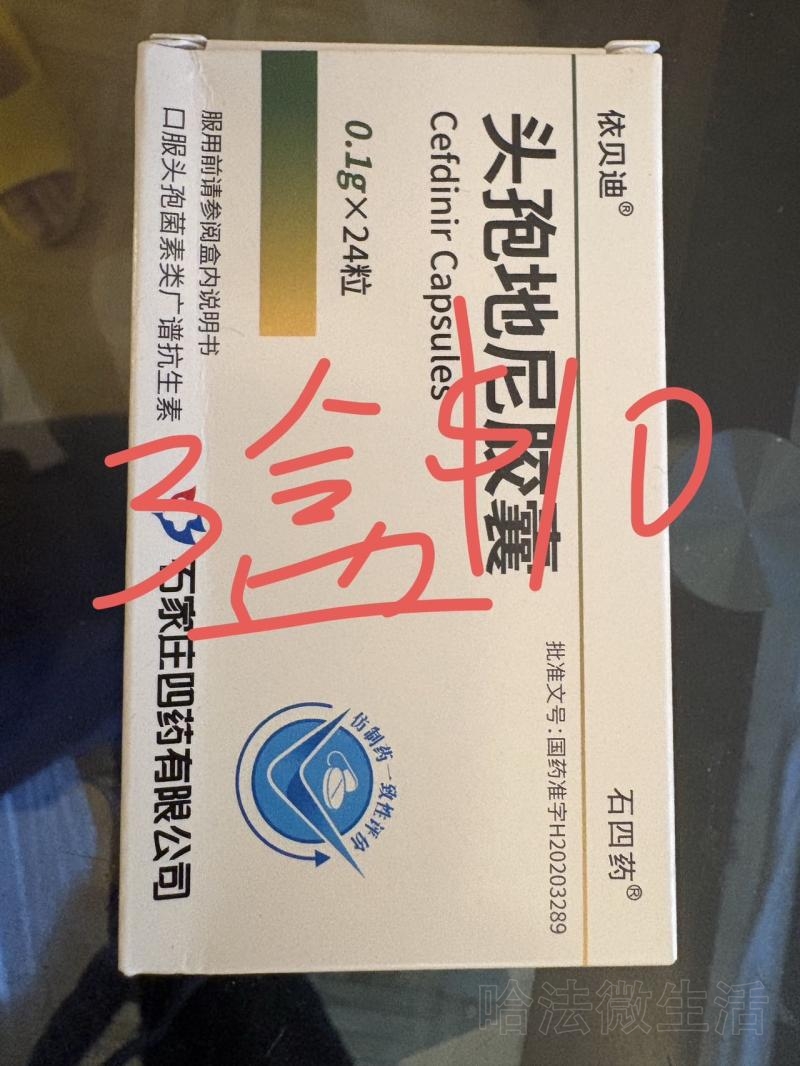 依贝迪®
石四药®
头孢地尼胶囊
Cefdinir Capsules
批准文号:国药准字H20203289
0.1g×24粒
仿制药一致性评价
服用前请参阅盒内说明书
口服头孢菌素类广谱抗生素
石家庄四药有限公司
3盒$10
哈法微生活